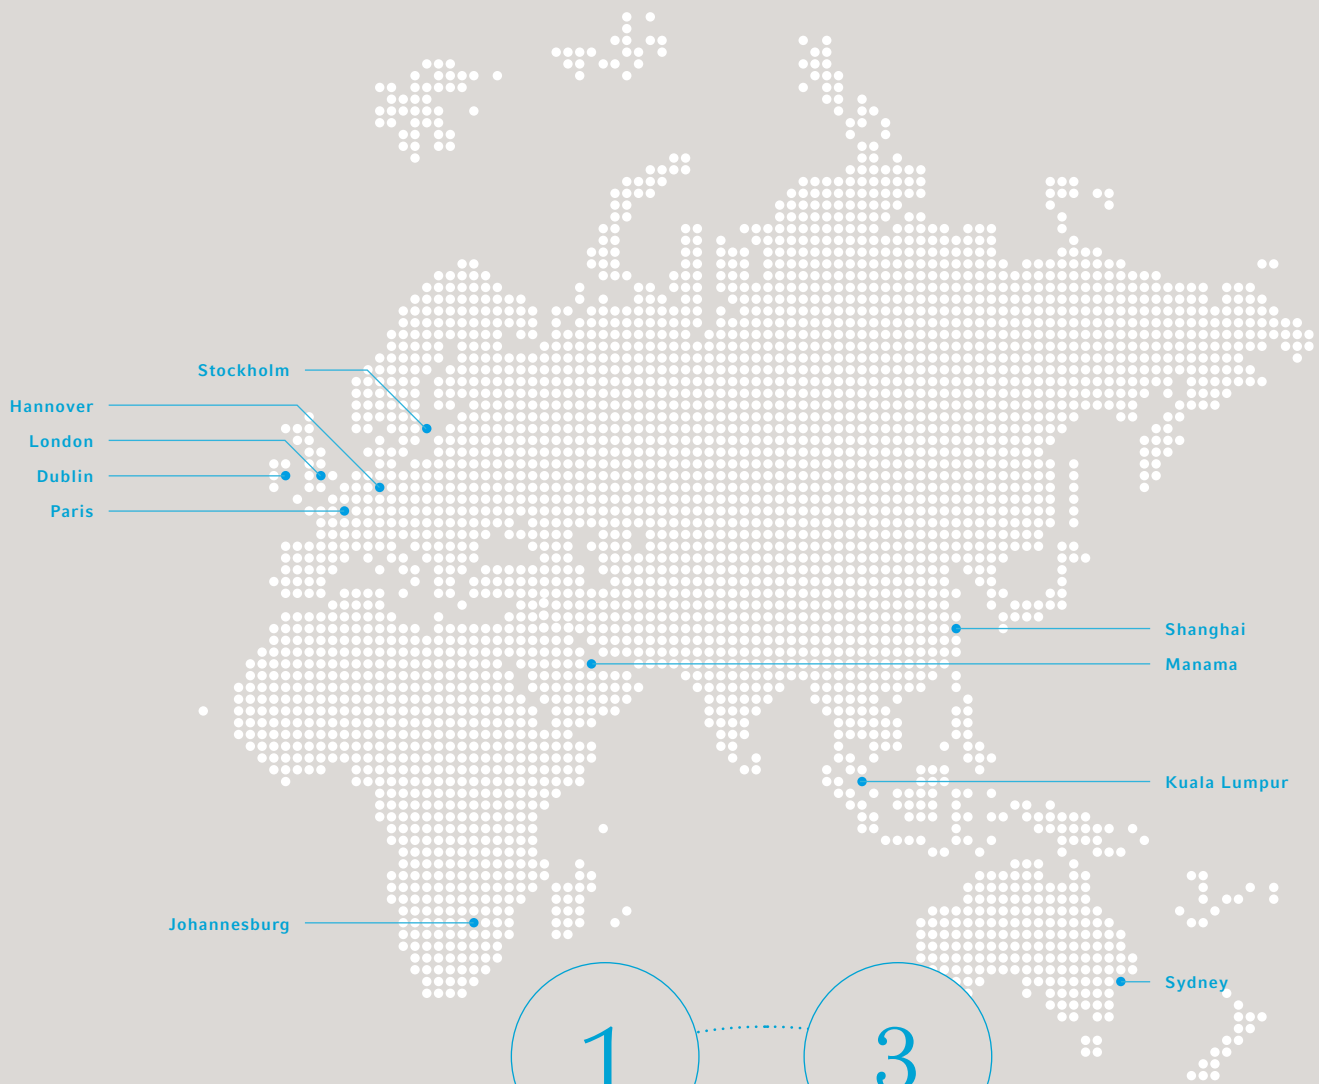 Stockholm
Hannover
London
Dublin
Paris
Shanghai
Manama
Kuala Lumpur
Johannesburg
Sydney
1
3